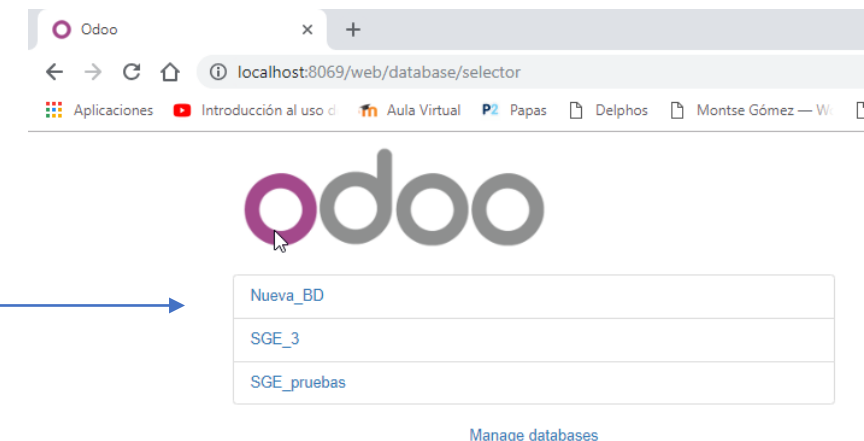 Odoo
localhost:8069/web/database/selector
Aplicaciones Introducción al uso d Aula Virtual P2 Papas Delphos Montse Gómez — W
odoo
Nueva_BD
SGE_3
SGE_pruebas
Manage databases